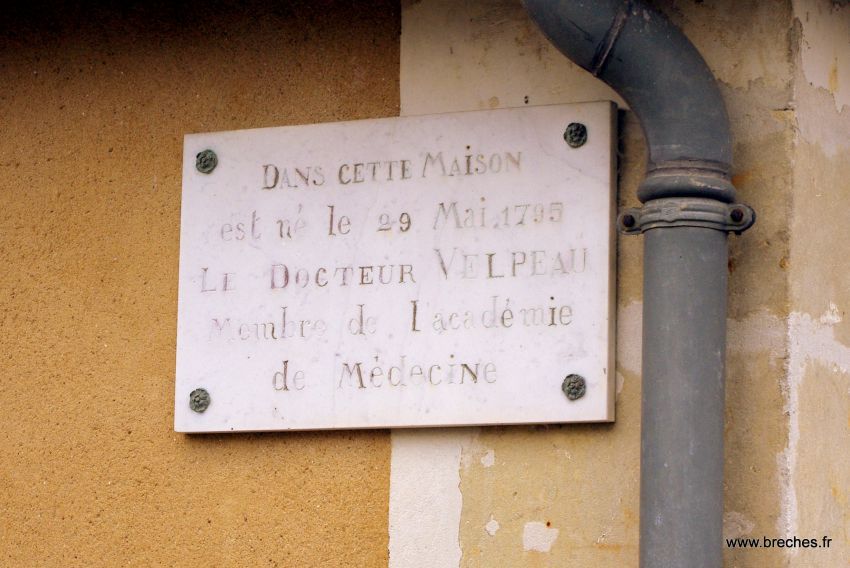 DANS CETTE MAISON
est né le 29 Mai 1795
LE DOCTEUR VELPEAU
Membre de l'académie
de Médecine
www.breches.fr